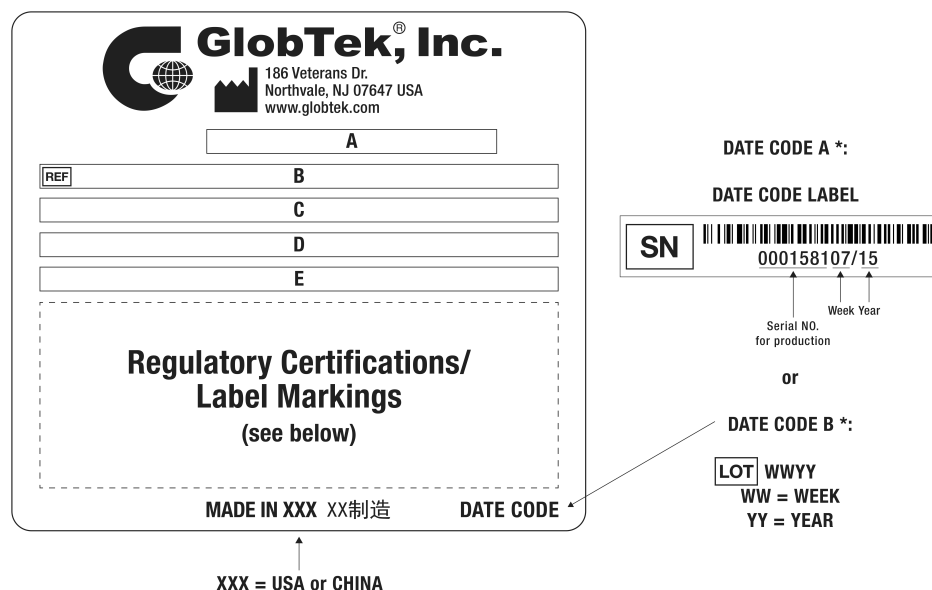 GlobTek, Inc.®
186 Veterans Dr.
Northvale, NJ 07647 USA
www.globtek.com
A
REF B
C
D
E
Regulatory Certifications/
Label Markings
(see below)
MADE IN XXX XX制造 DATE CODE
XXX = USA or CHINA
DATE CODE A *:
DATE CODE LABEL
SN
00015810​7/15
Serial NO.
for production
Week Year
or
DATE CODE B *:
LOT WWYY
WW = WEEK
YY = YEAR